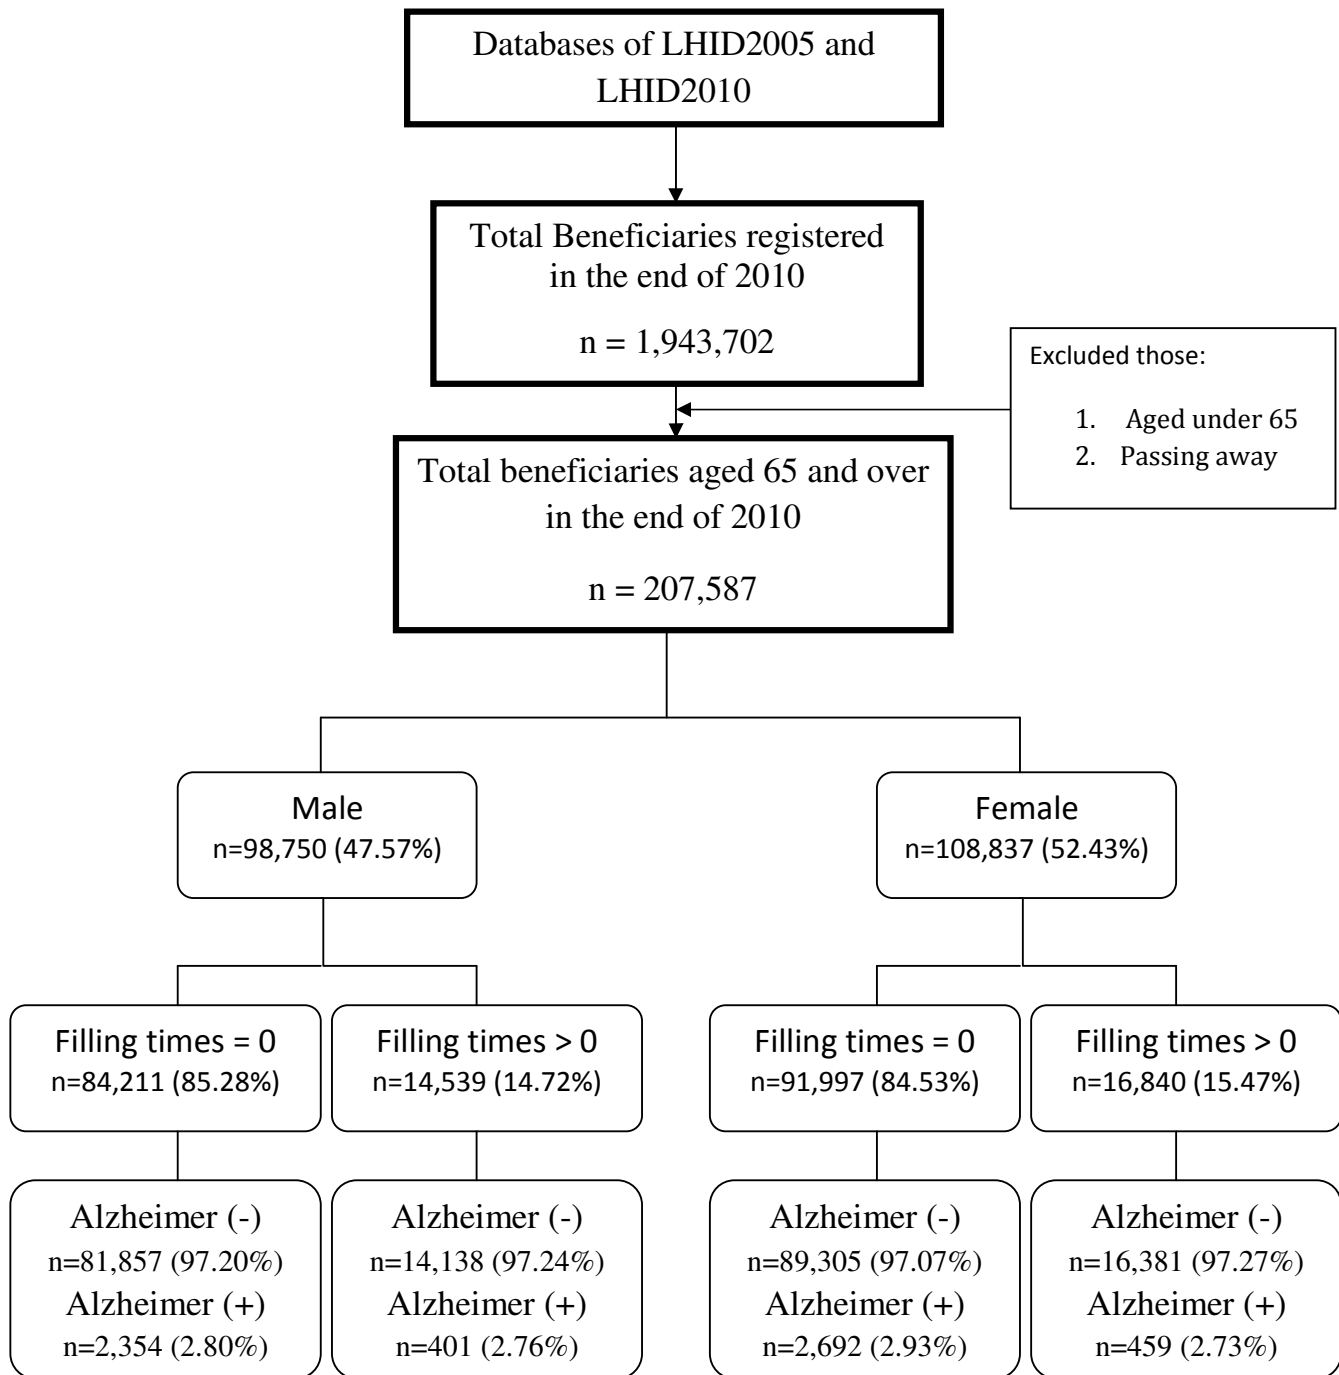 Databases of LHID2005 and
LHID2010
Total Beneficiaries registered
in the end of 2010
n = 1,943,702
Excluded those:
1. Aged under 65
2. Passing away
Total beneficiaries aged 65 and over
in the end of 2010
n = 207,587
Male
n=98,750 (47.57%)
Female
n=108,837 (52.43%)
Filling times = 0
n=84,211 (85.28%)
Filling times > 0
n=14,539 (14.72%)
Filling times = 0
n=91,997 (84.53%)
Filling times > 0
n=16,840 (15.47%)
Alzheimer (-)
n=81,857 (97.20%)
Alzheimer (+)
n=2,354 (2.80%)
Alzheimer (-)
n=14,138 (97.24%)
Alzheimer (+)
n=401 (2.76%)
Alzheimer (-)
n=89,305 (97.07%)
Alzheimer (+)
n=2,692 (2.93%)
Alzheimer (-)
n=16,381 (97.27%)
Alzheimer (+)
n=459 (2.73%)